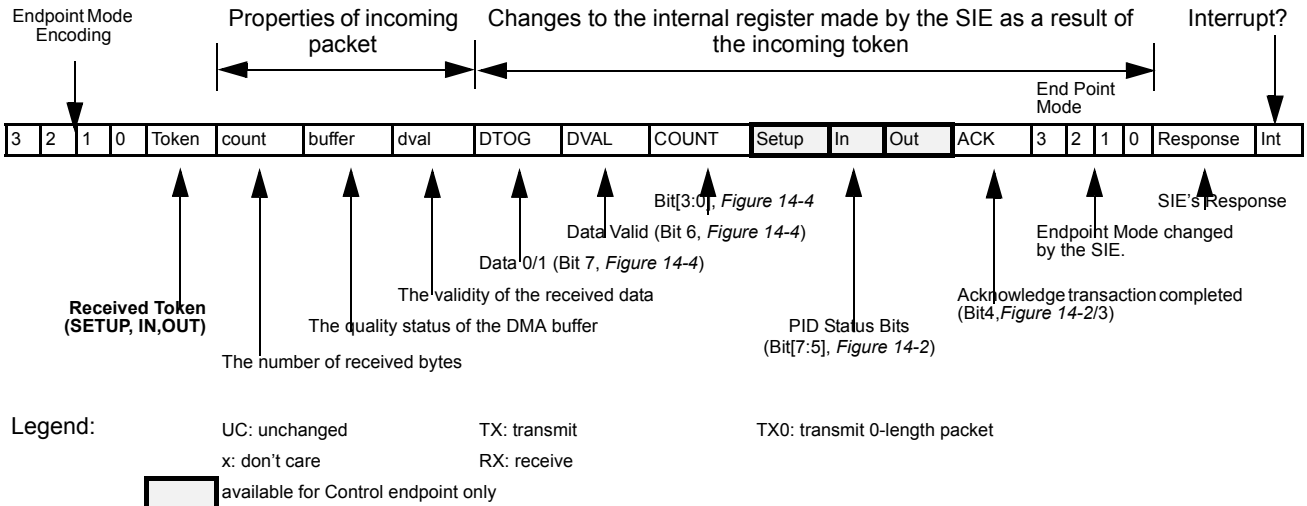 Endpoint Mode
Encoding
Properties of incoming
packet
Changes to the internal register made by the SIE as a result of
the incoming token
Interrupt?
End Point
Mode
3 2 1 0 Token count buffer dval DTOG DVAL COUNT Setup In Out ACK 3 2 1 0 Response Int
Bit[3:0], Figure 14-4
SIE's Response
Data Valid (Bit 6, Figure 14-4)
Endpoint Mode changed
by the SIE.
Data 0/1 (Bit 7, Figure 14-4)
The validity of the received data
Acknowledge transaction completed
(Bit4,Figure 14-2/3)
Received Token
(SETUP, IN,OUT)
The quality status of the DMA buffer
PID Status Bits
(Bit[7:5], Figure 14-2)
The number of received bytes
Legend:
UC: unchanged
TX: transmit
TX0: transmit 0-length packet
x: don't care
RX: receive
available for Control endpoint only